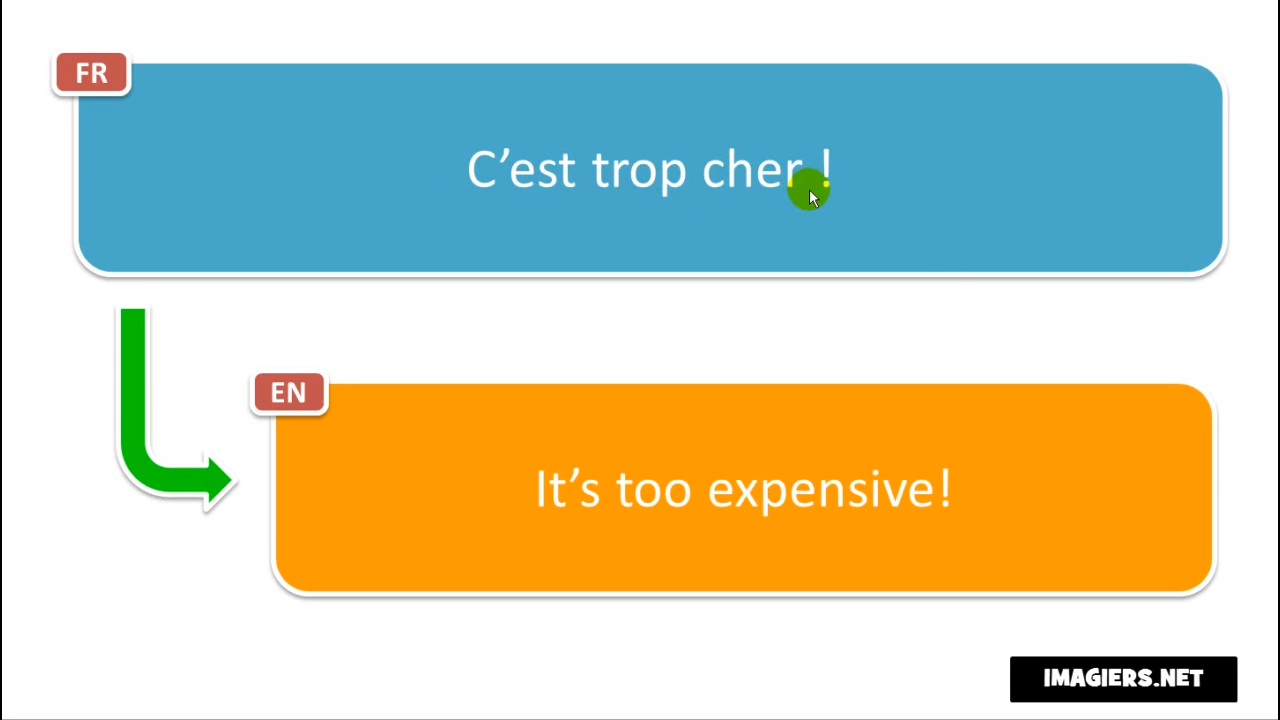 FR
C’est trop cher !
EN
It’s too expensive!
IMAGIERS.NET